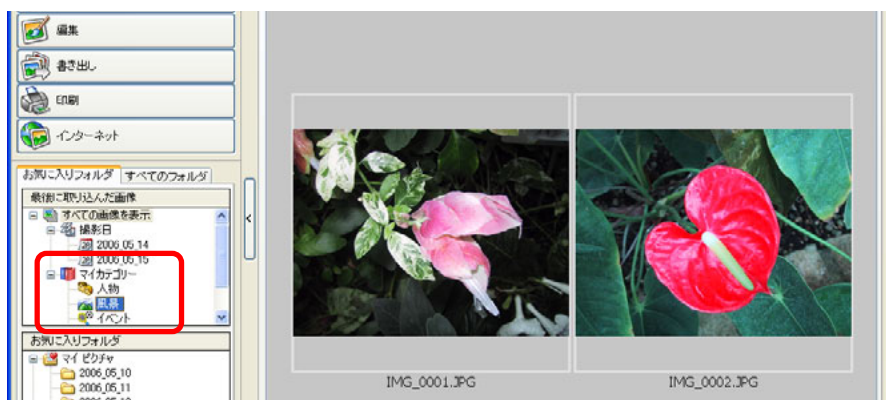 編集
書き出し
印刷
インターネット
お気に入りフォルダ すべてのフォルダ
最後に取り込んだ画像
すべての画像を表示
撮影日
2006_05_14
2006_05_15
マイカテゴリー
人物
風景
イベント
お気に入りフォルダ
マイ ピクチャ
2006_05_10
2006_05_11
IMG_0001.JPG
IMG_0002.JPG